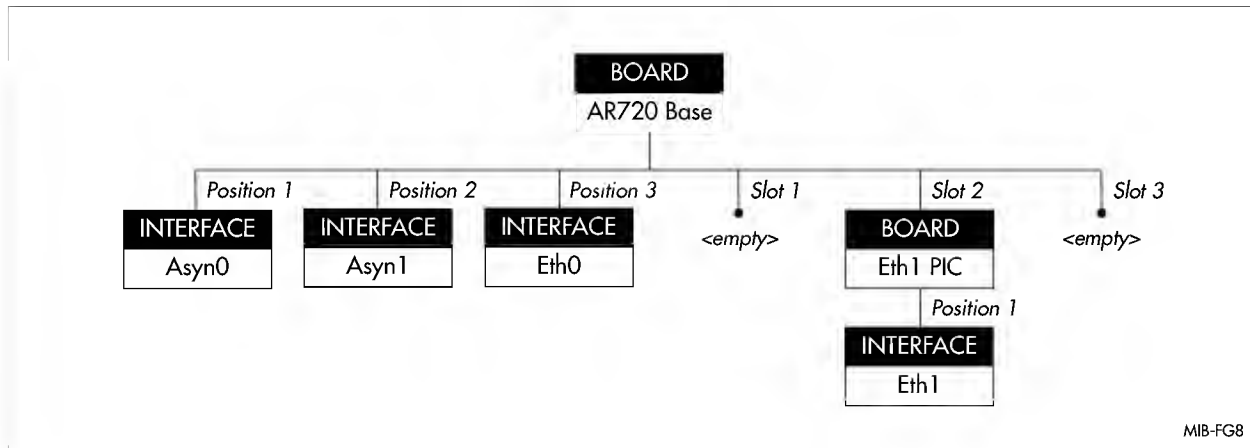 BOARD
AR720 Base
Position 1
Position 2
Position 3
Slot 1
Slot 2
Slot 3
INTERFACE
INTERFACE
INTERFACE
<empty>
BOARD
<empty>
Asyn0
Asyn1
Eth0
Eth1 PIC
Position 1
INTERFACE
Eth1
MIB-FG8